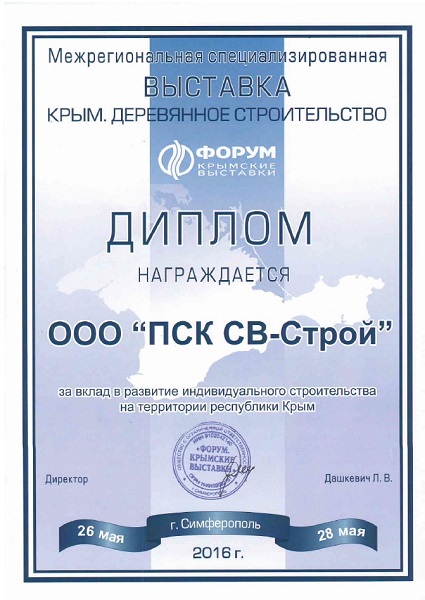 Межрегиональная специализированная
ВЫСТАВКА
КРЫМ. ДЕРЕВЯННОЕ СТРОИТЕЛЬСТВО
ФОРУМ
КРЫМСКИЕ
ВЫСТАВКИ
ДИПЛОМ
НАГРАЖДАЕТСЯ
ООО “ПСК СВ-Строй”
за вклад в развитие индивидуального строительства
на территории республики Крым
«ФОРУМ.
КРЫМСКИЕ
ВЫСТАВКИ»
Директор
Дашкевич Л. В.
26 мая
г. Симферополь
28 мая
2016 г.